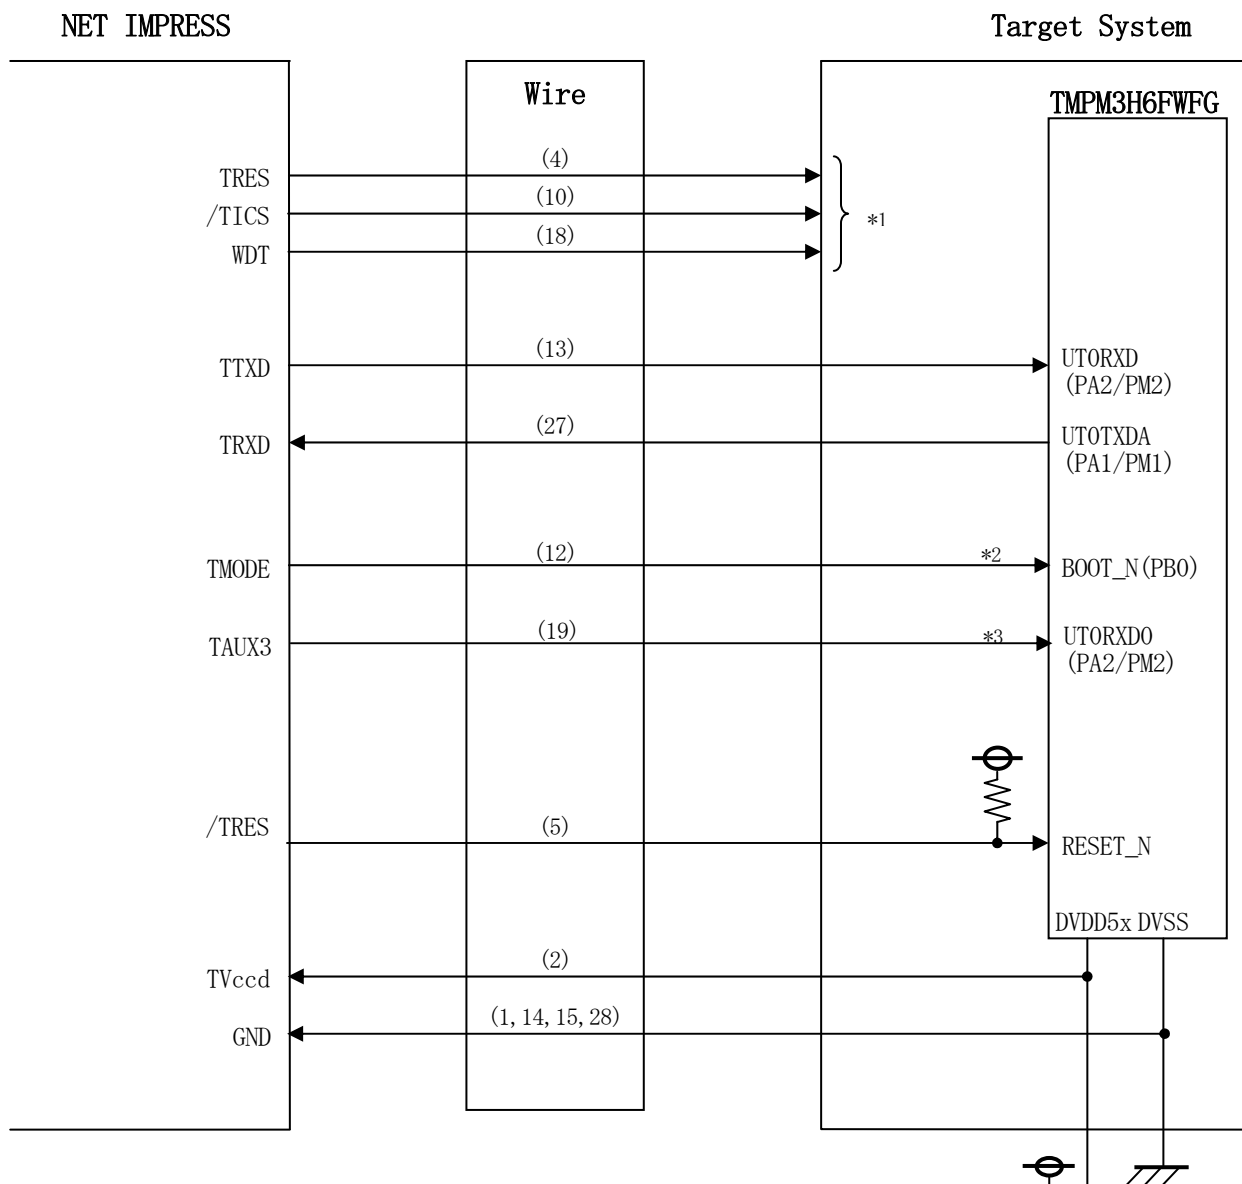 NET IMPRESS
Target System
Wire
TMPM3H6FWFG
TRES
(4)
/TICS
(10)
*1
WDT
(18)
TTXD
(13)
UT0RXD
(PA2/PM2)
TRXD
(27)
UT0TXDA
(PA1/PM1)
TMODE
(12)
*2
BOOT_N(PB0)
TAUX3
(19)
*3
UT0RXD0
(PA2/PM2)
/TRES
(5)
RESET_N
DVDD5x DVSS
TVccd
(2)
GND
(1,14,15,28)